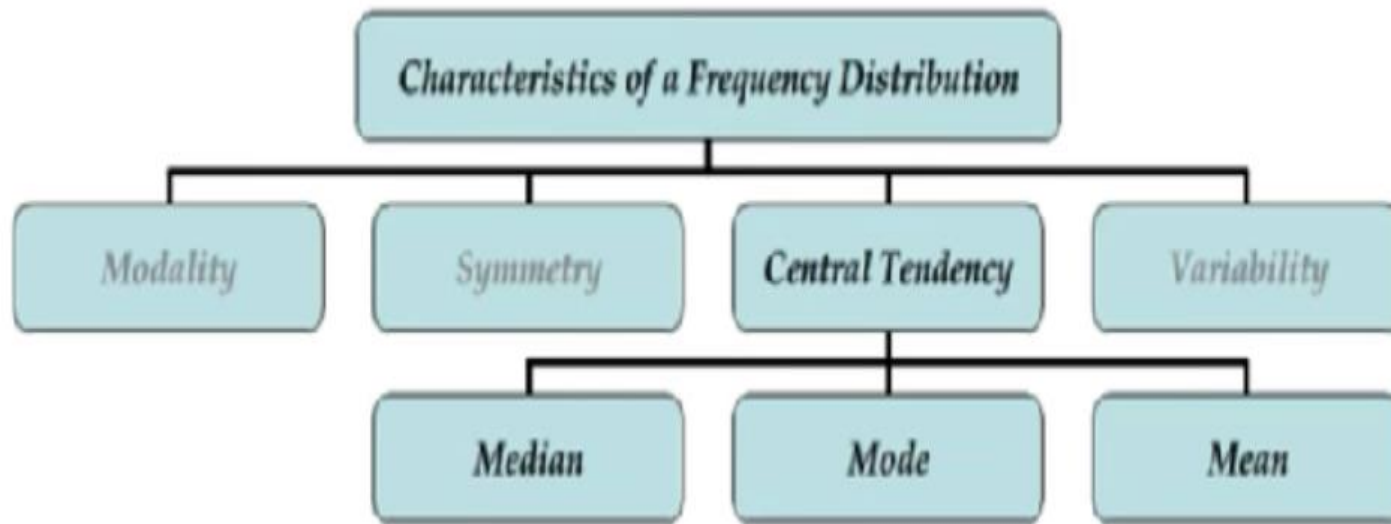 Characteristics of a Frequency Distribution
Modality
Symmetry
Central Tendency
Variability
Median
Mode
Mean